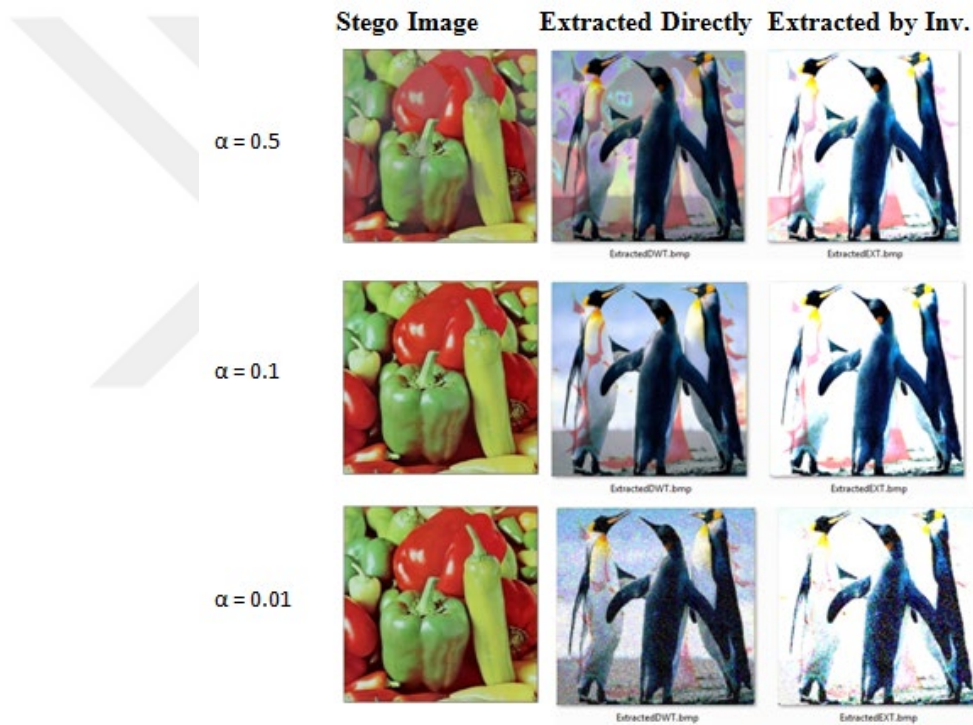 Stego Image Extracted Directly Extracted by Inv.
α = 0.5
ExtractedDWT.bmp ExtractedEXT.bmp
α = 0.1
ExtractedDWT.bmp ExtractedEXT.bmp
α = 0.01
ExtractedDWT.bmp ExtractedEXT.bmp